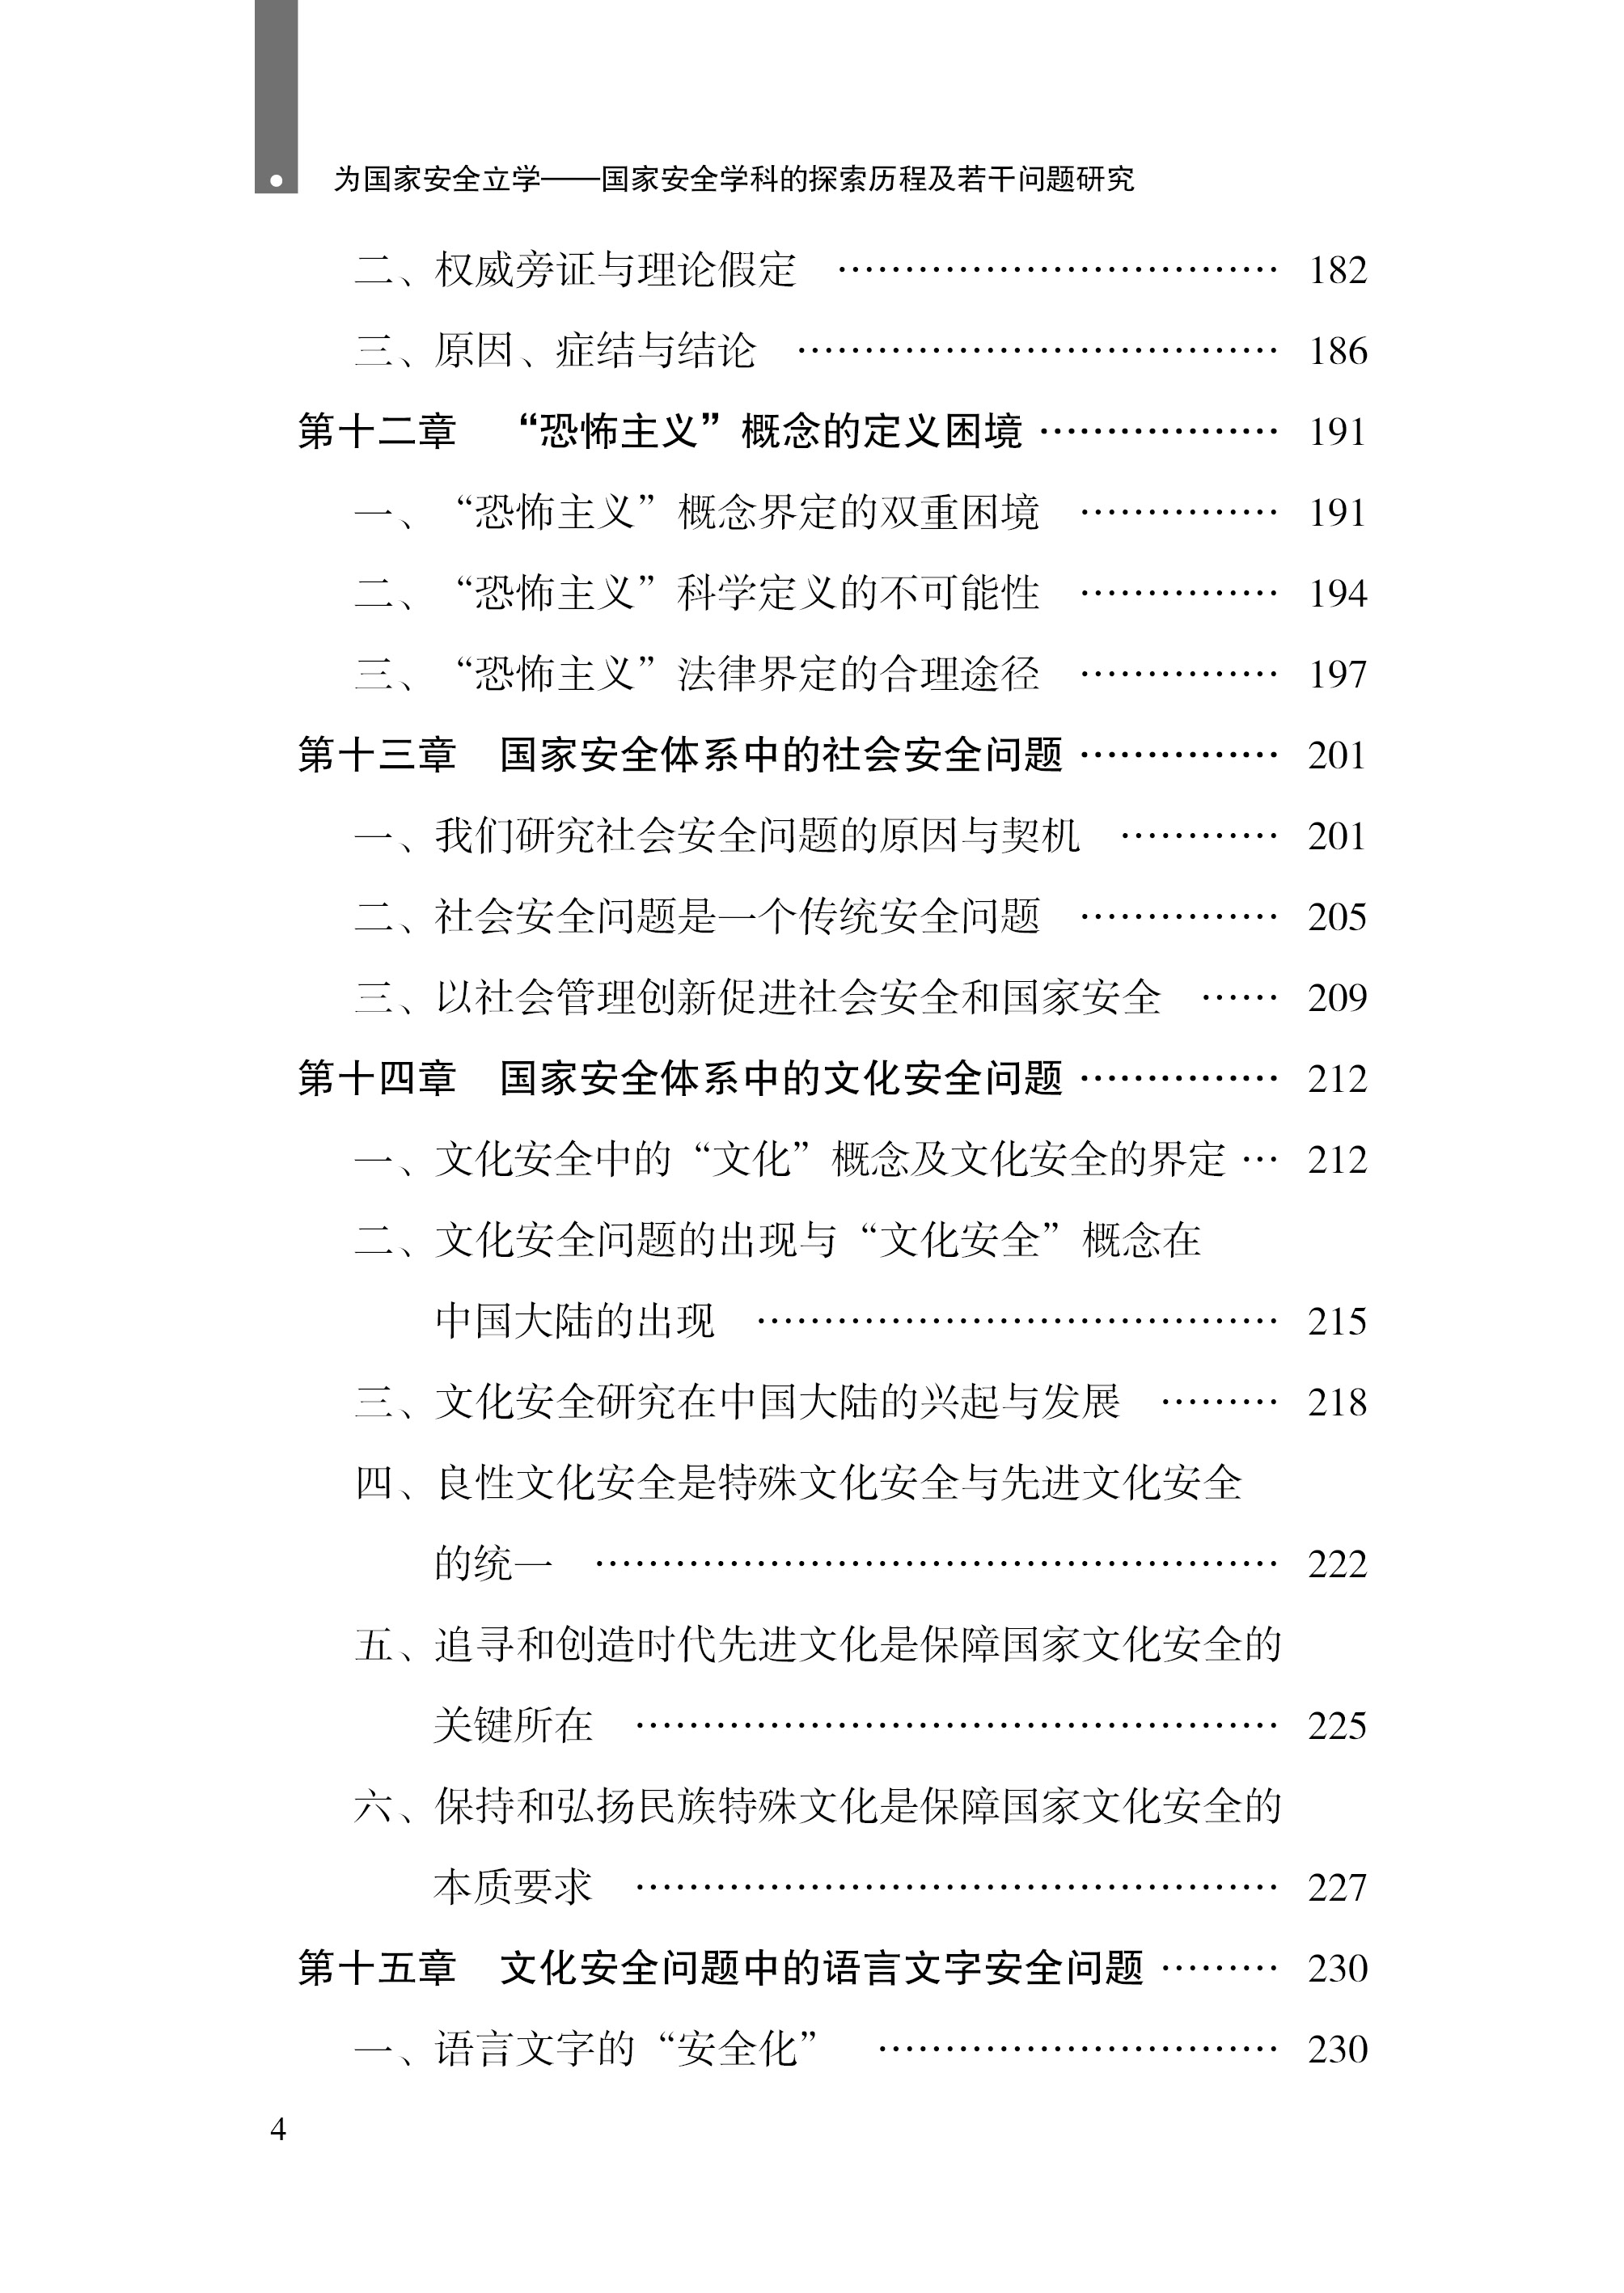 为国家安全立学——国家安全学科的探索历程及若干问题研究
二、权威旁证与理论假定 ……………………………… 182
三、原因、症结与结论 ………………………………… 186
第十二章 “恐怖主义”概念的定义困境 ……………… 191
一、“恐怖主义”概念界定的双重困境 …………… 191
二、“恐怖主义”科学定义的不可能性 …………… 194
三、“恐怖主义”法律界定的合理途径 …………… 197
第十三章 国家安全体系中的社会安全问题 …………… 201
一、我们研究社会安全问题的原因与契机 ………… 201
二、社会安全问题是一个传统安全问题 …………… 205
三、以社会管理创新促进社会安全和国家安全 …… 209
第十四章 国家安全体系中的文化安全问题 …………… 212
一、文化安全中的“文化”概念及文化安全的界定 … 212
二、文化安全问题的出现与“文化安全”概念在
中国大陆的出现 …………………………………… 215
三、文化安全研究在中国大陆的兴起与发展 ……… 218
四、良性文化安全是特殊文化安全与先进文化安全
的统一 ……………………………………………… 222
五、追寻和创造时代先进文化是保障国家文化安全的
关键所在 …………………………………………… 225
六、保持和弘扬民族特殊文化是保障国家文化安全的
本质要求 …………………………………………… 227
第十五章 文化安全问题中的语言文字安全问题 ……… 230
一、语言文字的“安全化” ………………………… 230
4